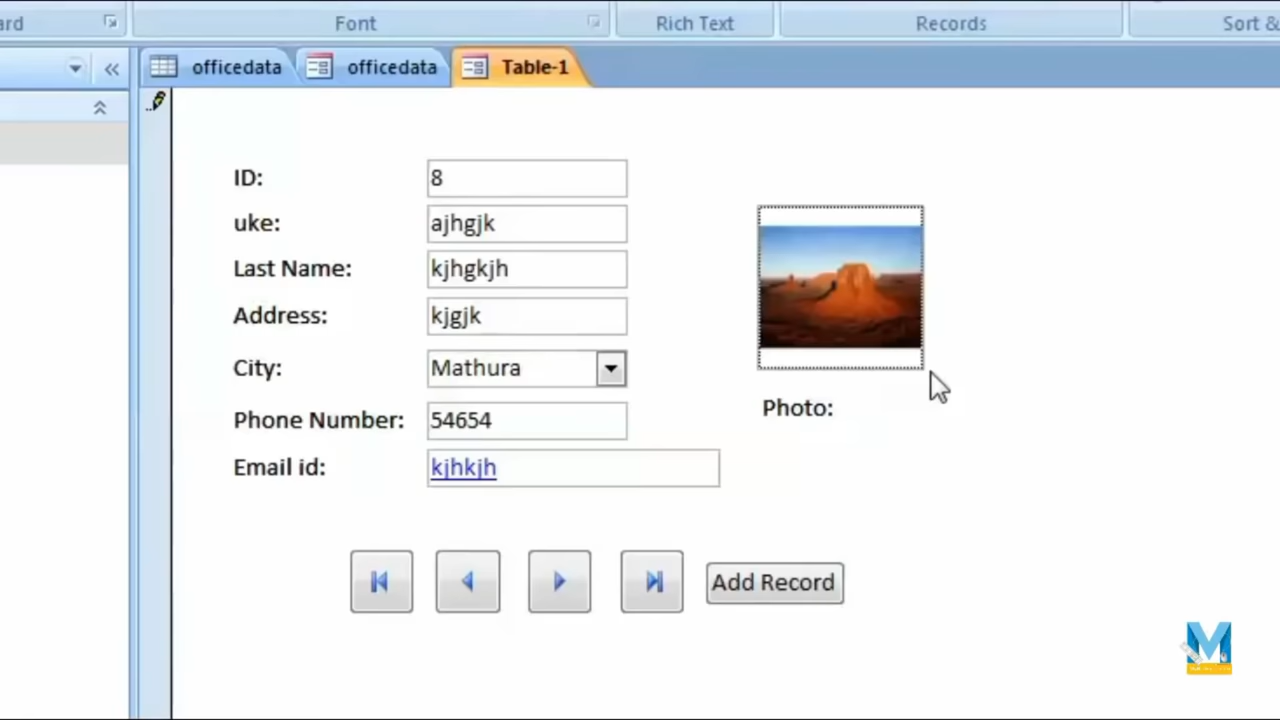 ard Font Rich Text Records Sort &
officedata officedata Table-1
ID: 8
uke: ajhgjk
Last Name: kjhgkjh
Address: kjgjk
City: Mathura
Phone Number: 54654
Photo:
Email id: kjhkjh
Add Record
M